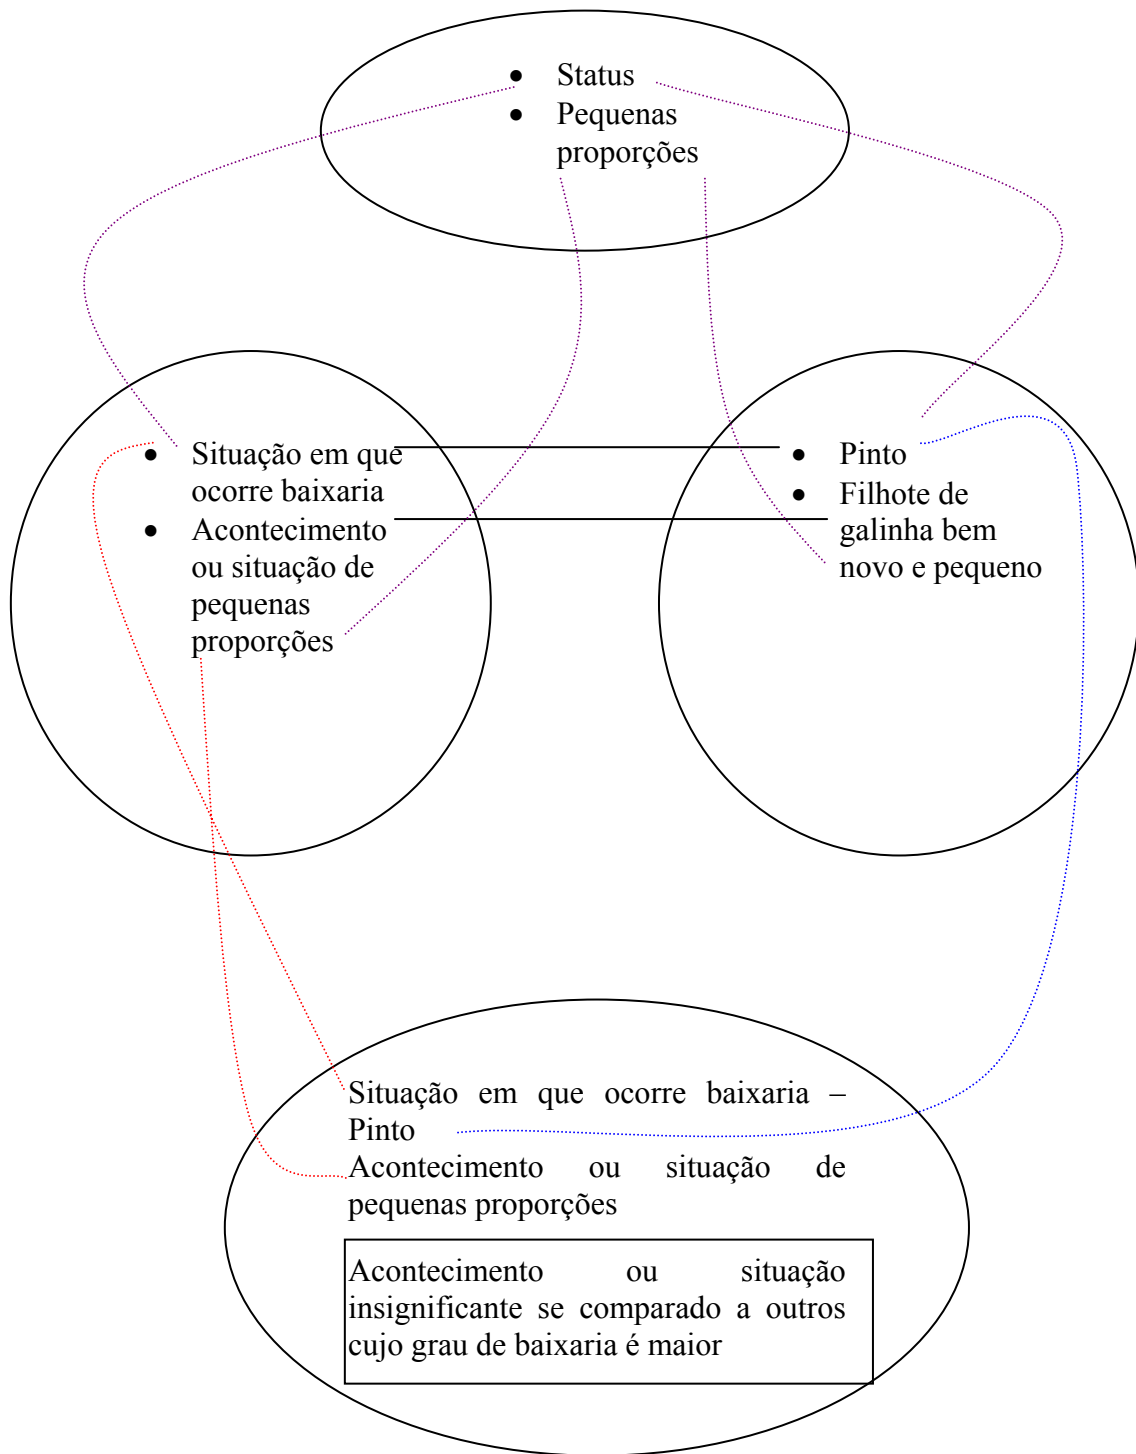 • Status
• Pequenas
proporções
• Situação em que
ocorre baixaria
• Acontecimento
ou situação de
pequenas
proporções
• Pinto
• Filhote de
galinha bem
novo e pequeno
Situação em que ocorre baixaria –
Pinto
Acontecimento ou situação de
pequenas proporções
Acontecimento ou situação
insignificante se comparado a outros
cujo grau de baixaria é maior